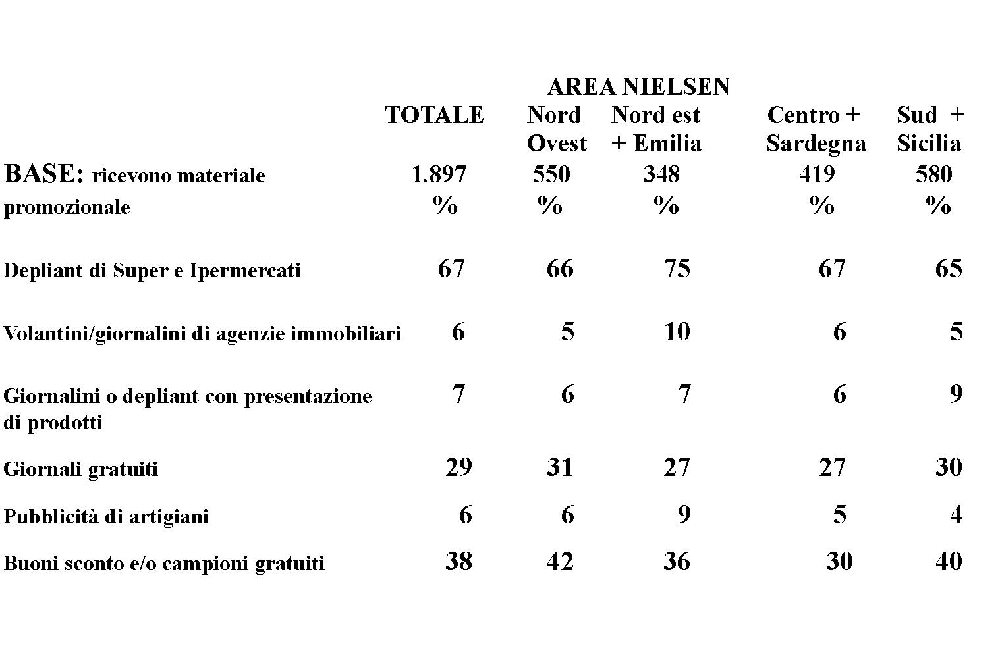 AREA NIELSEN
TOTALE Nord Nord est Centro + Sud +
Ovest + Emilia Sardegna Sicilia
BASE: ricevono materiale 1.897 550 348 419 580
promozionale % % % % %
Depliant di Super e Ipermercati 67 66 75 67 65
Volantini/giornalini di agenzie immobiliari 6 5 10 6 5
Giornalini o depliant con presentazione 7 6 7 6 9
di prodotti
Giornali gratuiti 29 31 27 27 30
Pubblicità di artigiani 6 6 9 5 4
Buoni sconto e/o campioni gratuiti 38 42 36 30 40